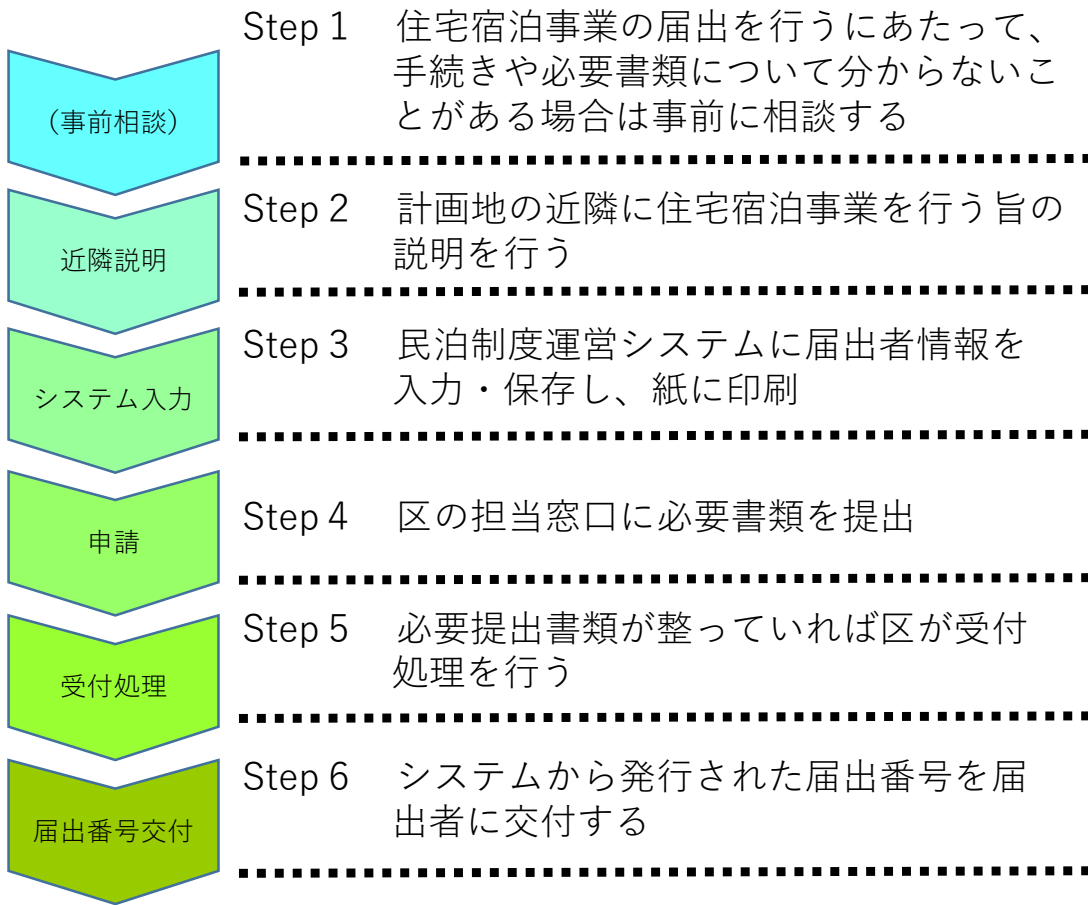 (事前相談)
Step 1 住宅宿泊事業の届出を行うにあたって、
手続きや必要書類について分からないこ
とがある場合は事前に相談する
近隣説明
Step 2 計画地の近隣に住宅宿泊事業を行う旨の
説明を行う
システム入力
Step 3 民泊制度運営システムに届出者情報を
入力・保存し、紙に印刷
申請
Step 4 区の担当窓口に必要書類を提出
受付処理
Step 5 必要提出書類が整っていれば区が受付
処理を行う
届出番号交付
Step 6 システムから発行された届出番号を届
出者に交付する